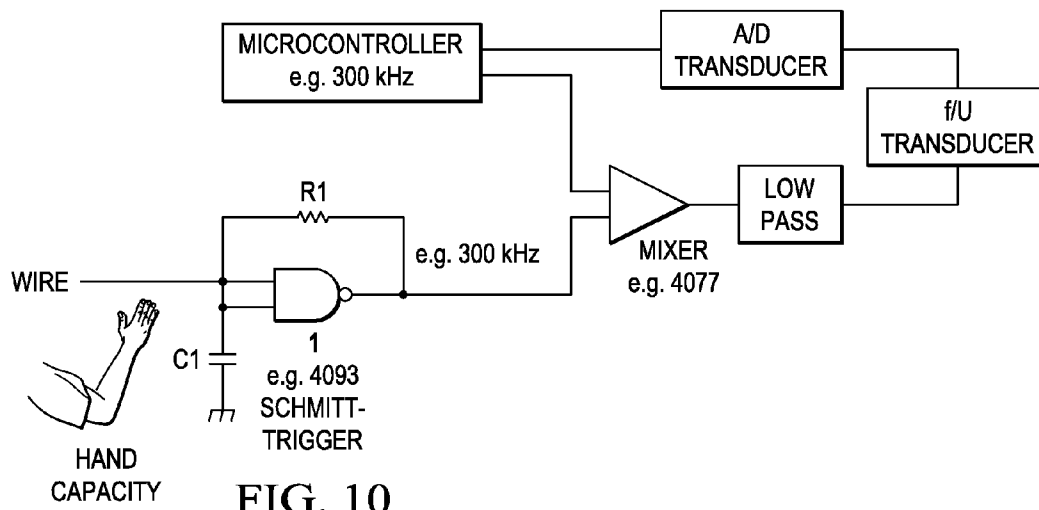 MICROCONTROLLER
e.g. 300 kHz
A/D
TRANSDUCER
f/U
TRANSDUCER
R1
LOW
PASS
e.g. 300 kHz
MIXER
e.g. 4077
WIRE
C1
1
e.g. 4093
SCHMITT-
TRIGGER
HAND
CAPACITY
FIG. 10